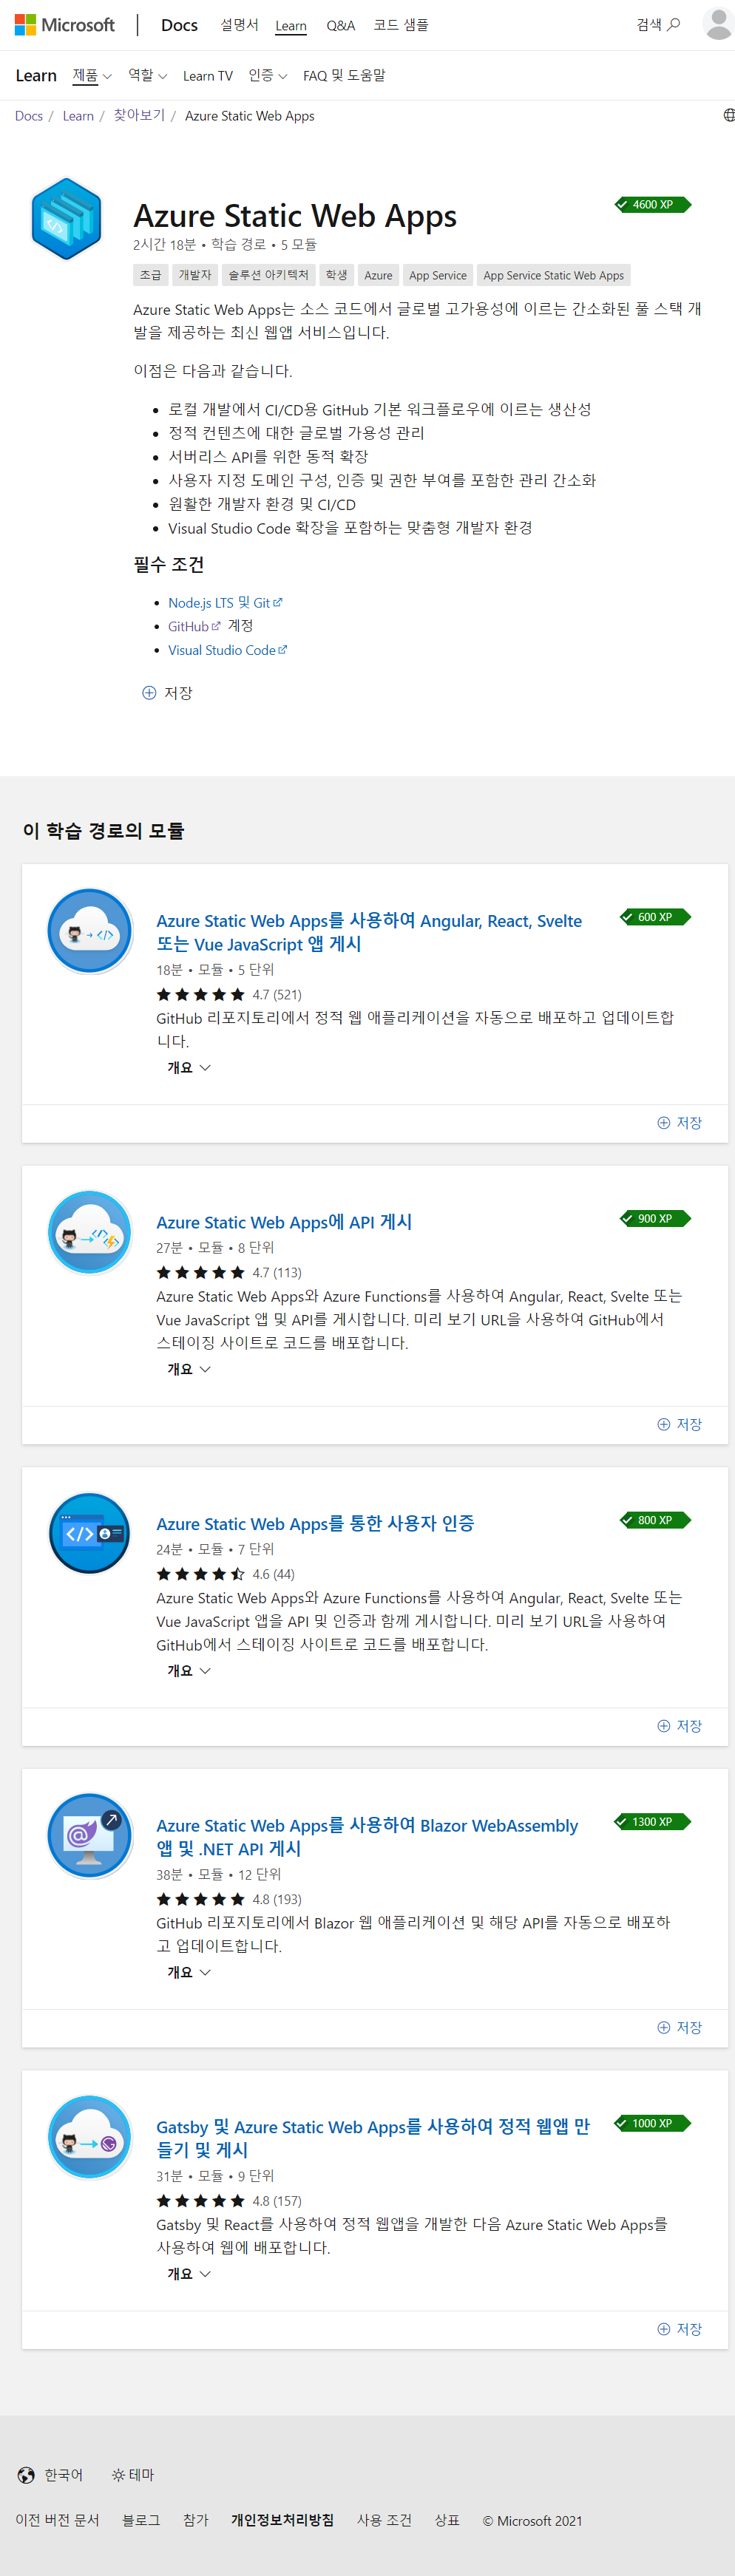 Microsoft Docs 설명서 Learn Q&A 코드 샘플 검색
Learn 제품 역할 Learn TV 인증 FAQ 및 도움말
Docs / Learn / 찾아보기 / Azure Static Web Apps
Azure Static Web Apps
4600 XP
2시간 18분 • 학습 경로 • 5 모듈
초급 개발자 솔루션 아키텍처 학생 Azure App Service App Service Static Web Apps
Azure Static Web Apps는 소스 코드에서 글로벌 고가용성에 이르는 간소화된 풀 스택 개
발을 제공하는 최신 웹앱 서비스입니다.
이점은 다음과 같습니다.
• 로컬 개발에서 CI/CD용 GitHub 기본 워크플로우에 이르는 생산성
• 정적 컨텐츠에 대한 글로벌 가용성 관리
• 서버리스 API를 위한 동적 확장
• 사용자 지정 도메인 구성, 인증 및 권한 부여를 포함한 관리 간소화
• 원활한 개발자 환경 및 CI/CD
• Visual Studio Code 확장을 포함하는 맞춤형 개발자 환경
필수 조건
• Node.js LTS 및 Git
• GitHub 계정
• Visual Studio Code
저장
이 학습 경로의 모듈
Azure Static Web Apps를 사용하여 Angular, React, Svelte
또는 Vue JavaScript 앱 게시
600 XP
18분 • 모듈 • 5 단위
4.7 (521)
GitHub 리포지토리에서 정적 웹 애플리케이션을 자동으로 배포하고 업데이트합
니다.
개요
저장
Azure Static Web Apps에 API 게시
900 XP
27분 • 모듈 • 8 단위
4.7 (113)
Azure Static Web Apps와 Azure Functions를 사용하여 Angular, React, Svelte 또는
Vue JavaScript 앱 및 API를 게시합니다. 미리 보기 URL을 사용하여 GitHub에서
스테이징 사이트로 코드를 배포합니다.
개요
저장
Azure Static Web Apps를 통한 사용자 인증
800 XP
24분 • 모듈 • 7 단위
4.6 (44)
Azure Static Web Apps와 Azure Functions를 사용하여 Angular, React, Svelte 또는
Vue JavaScript 앱을 API 및 인증과 함께 게시합니다. 미리 보기 URL을 사용하여
GitHub에서 스테이징 사이트로 코드를 배포합니다.
개요
저장
Azure Static Web Apps를 사용하여 Blazor WebAssembly
앱 및 .NET API 게시
1300 XP
38분 • 모듈 • 12 단위
4.8 (193)
GitHub 리포지토리에서 Blazor 웹 애플리케이션 및 해당 API를 자동으로 배포하
고 업데이트합니다.
개요
저장
Gatsby 및 Azure Static Web Apps를 사용하여 정적 웹앱 만
들기 및 게시
1000 XP
31분 • 모듈 • 9 단위
4.8 (157)
Gatsby 및 React를 사용하여 정적 웹앱을 개발한 다음 Azure Static Web Apps를
사용하여 웹에 배포합니다.
개요
저장
한국어 테마
이전 버전 문서 블로그 참가 개인정보처리방침 사용 조건 상표 © Microsoft 2021